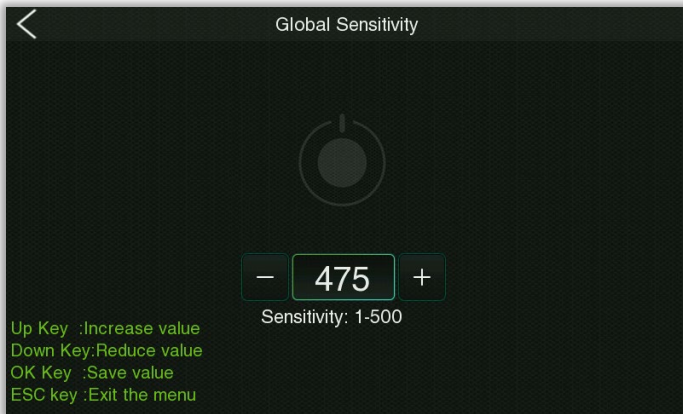 Global Sensitivity
− 475 +
Sensitivity: 1-500
Up Key :Increase value
Down Key:Reduce value
OK Key :Save value
ESC key :Exit the menu